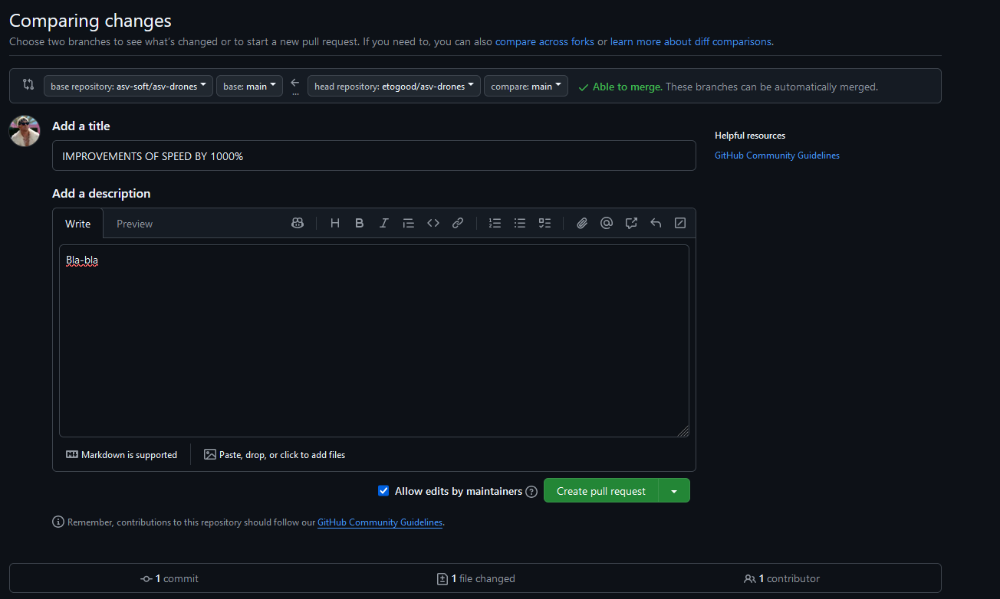 Comparing changes
Choose two branches to see what's changed or to start a new pull request. If you need to, you can also compare across forks or learn more about diff comparisons.
base repository: asv-soft/asv-drones base: main ... head repository: etogood/asv-drones compare: main Able to merge. These branches can be automatically merged.
Add a title
Helpful resources
IMPROVEMENTS OF SPEED BY 1000%
GitHub Community Guidelines
Add a description
Write Preview
Bla-bla
Markdown is supported Paste, drop, or click to add files
Allow edits by maintainers Create pull request
Remember, contributions to this repository should follow our GitHub Community Guidelines.
1 commit 1 file changed 1 contributor